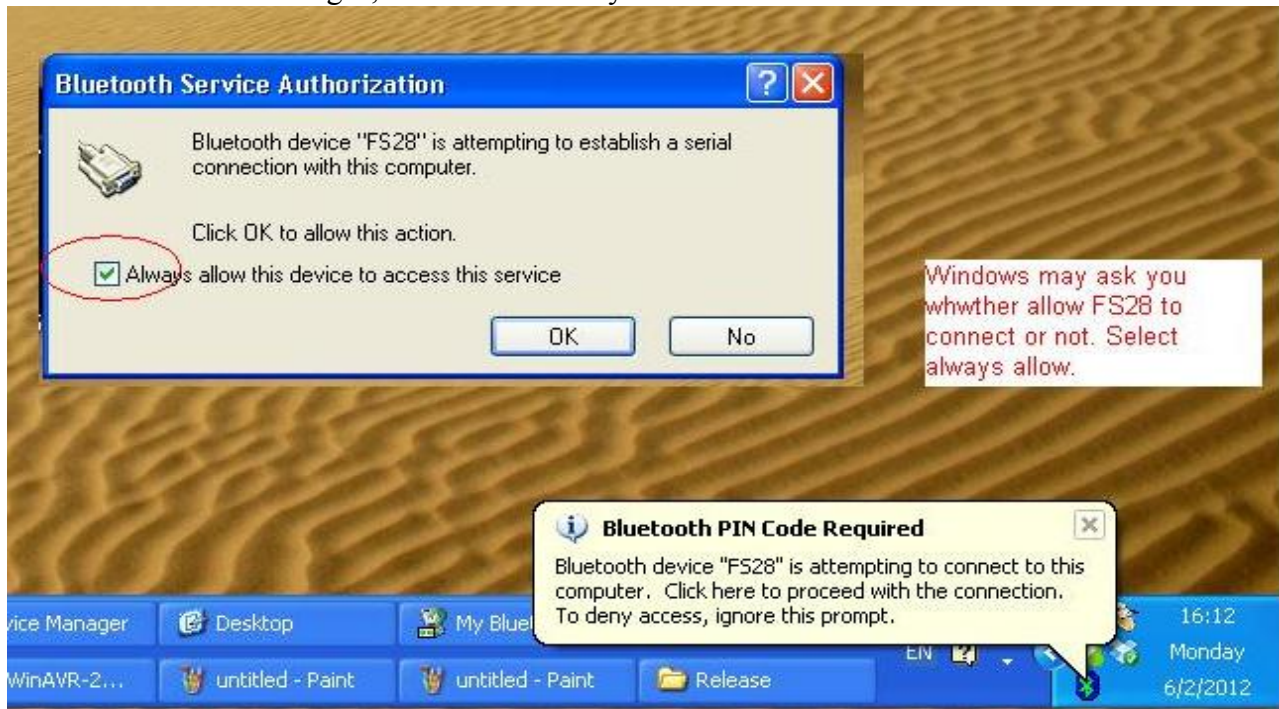 Bluetooth Service Authorization
Bluetooth device "FS28" is attempting to establish a serial
connection with this computer.
Click OK to allow this action.
Always allow this device to access this service
OK
No
Windows may ask you
whwther allow FS28 to
connect or not. Select
always allow.
Bluetooth PIN Code Required
Bluetooth device "FS28" is attempting to connect to this
computer. Click here to proceed with the connection.
To deny access, ignore this prompt.
vice Manager
Desktop
My Bluet
EN
16:12
Monday
WinAVR-2...
untitled - Paint
untitled - Paint
Release
6/2/2012